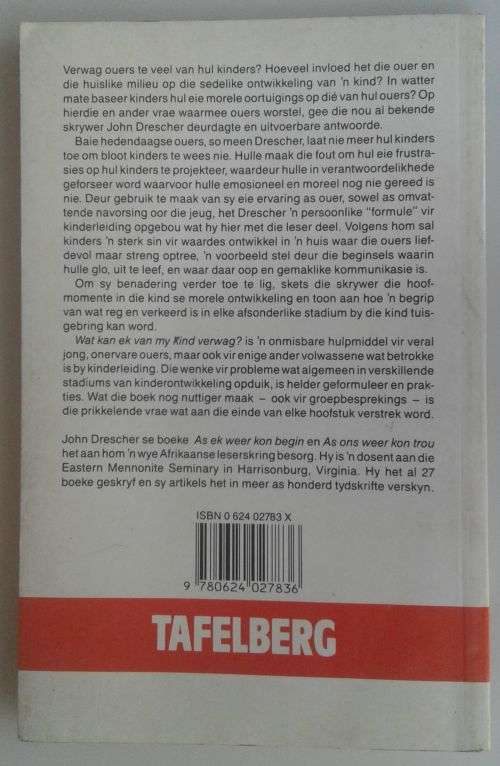 Verwag ouers te veel van hul kinders? Hoeveel invloed het die ouer en
die huislike milieu op die sedelike ontwikkeling van 'n kind? In watter
mate baseer kinders hul eie morele oortuigings op dié van hul ouers? Op
hierdie en ander vrae waarmee ouers worstel, gee die nou al bekende
skrywer John Drescher deurdagte en uitvoerbare antwoorde.
Baie hedendaagse ouers, so meen Drescher, laat nie meer hul kinders
toe om bloot kinders te wees nie. Hulle maak die fout om hul eie frustra-
sies op hul kinders te projekteer, waardeur hulle in verantwoordelikhede
geforseer word waarvoor hulle emosioneel en moreel nog nie gereed is
nie. Deur gebruik te maak van sy eie ervaring as ouer, sowel as omvat-
tende navorsing oor die jeug, het Drescher 'n persoonlike "formule" vir
kinderleiding opgebou wat hy hier met die leser deel. Volgens hom sal
kinders 'n sterk sin vir waardes ontwikkel in 'n huis waar die ouers lief-
devol maar streng optree, 'n voorbeeld stel deur die beginsels waarin
hulle glo, uit te leef, en waar daar oop en gemaklike kommunikasie is.
Om sy benadering verder toe te lig, skets die skrywer die hoof-
momente in die kind se morele ontwikkeling en toon aan hoe 'n begrip
van wat reg en verkeerd is in elke afsonderlike stadium by die kind tuis-
gebring kan word.
Wat kan ek van my Kind verwag? is 'n onmisbare hulpmiddel vir veral
jong, onervare ouers, maar ook vir enige ander volwassene wat betrokke
is by kinderleiding. Die wenke vir probleme wat algemeen in verskillende
stadiums van kinderontwikkeling opduik, is helder geformuleer en prak-
ties. Wat die boek nog nuttiger maak – ook vir groepbesprekings – is
die prikkelende vrae wat aan die einde van elke hoofstuk verstrek word.
John Drescher se boeke As ek weer kon begin en As ons weer kon trou
het aan hom 'n wye Afrikaanse leserskring besorg. Hy is 'n dosent aan die
Eastern Mennonite Seminary in Harrisonburg, Virginia. Hy het al 27
boeke geskryf en sy artikels het in meer as honderd tydskrifte verskyn.
ISBN 0 624 02783 X
9 780624 027836
TAFELBERG